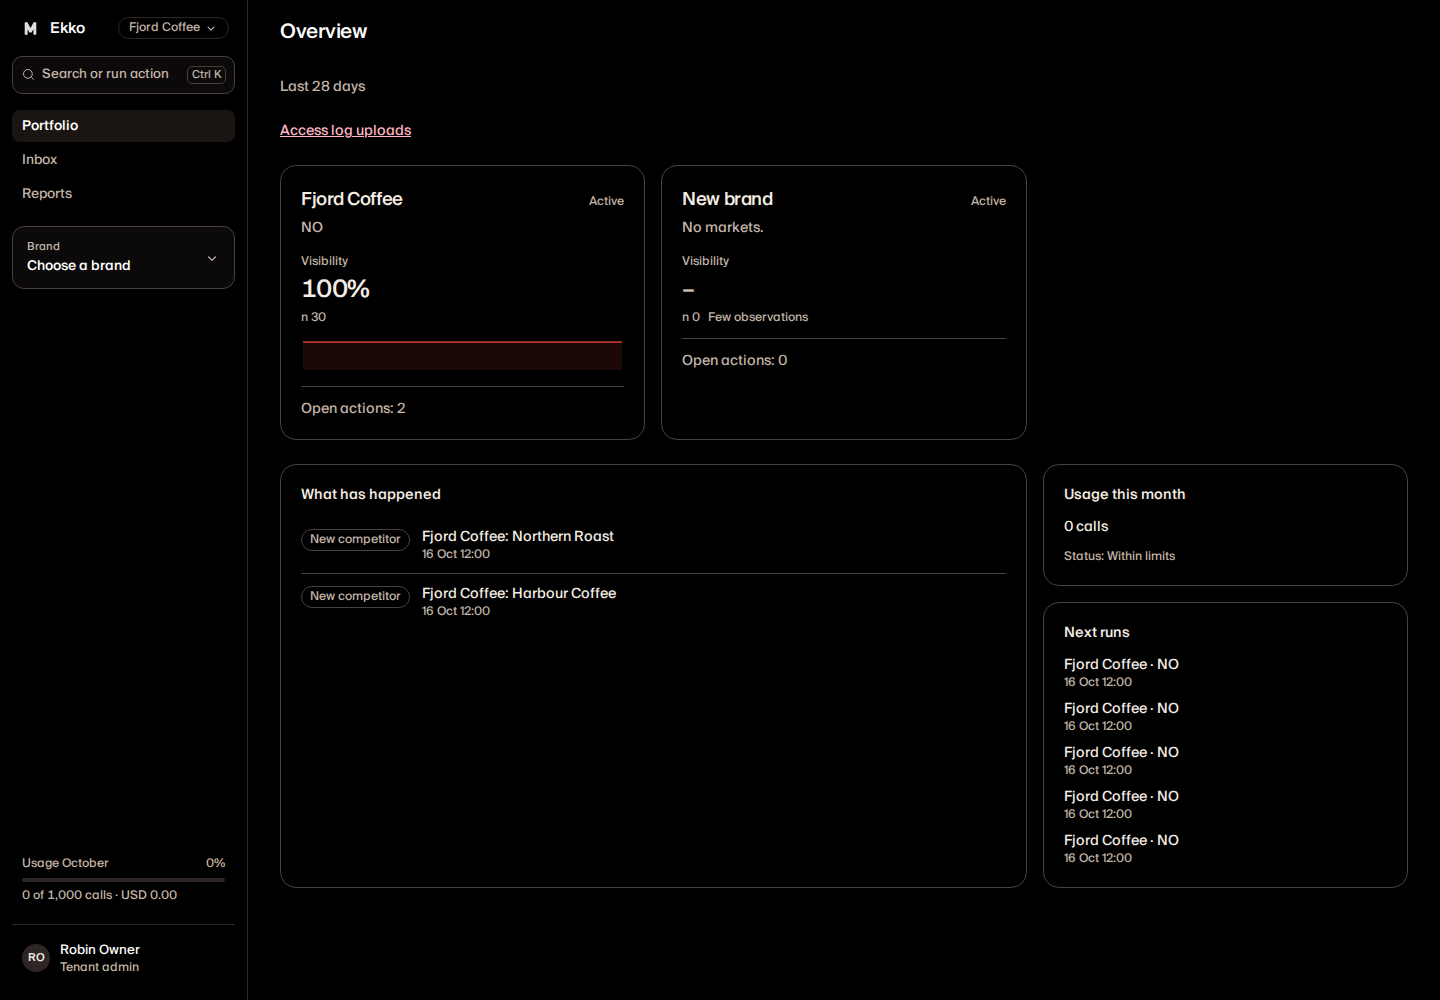 Ekko
Fjord Coffee
Search or run action
Ctrl K
Portfolio
Inbox
Reports
Brand
Choose a brand
Usage October
0%
0 of 1,000 calls · USD 0.00
RO
Robin Owner
Tenant admin
Overview
Last 28 days
Access log uploads
Fjord Coffee
Active
NO
Visibility
100%
n 30
Open actions: 2
New brand
Active
No markets.
Visibility
–
n 0 Few observations
Open actions: 0
What has happened
New competitor
Fjord Coffee: Northern Roast
16 Oct 12:00
New competitor
Fjord Coffee: Harbour Coffee
16 Oct 12:00
Usage this month
0 calls
Status: Within limits
Next runs
Fjord Coffee · NO
16 Oct 12:00
Fjord Coffee · NO
16 Oct 12:00
Fjord Coffee · NO
16 Oct 12:00
Fjord Coffee · NO
16 Oct 12:00
Fjord Coffee · NO
16 Oct 12:00